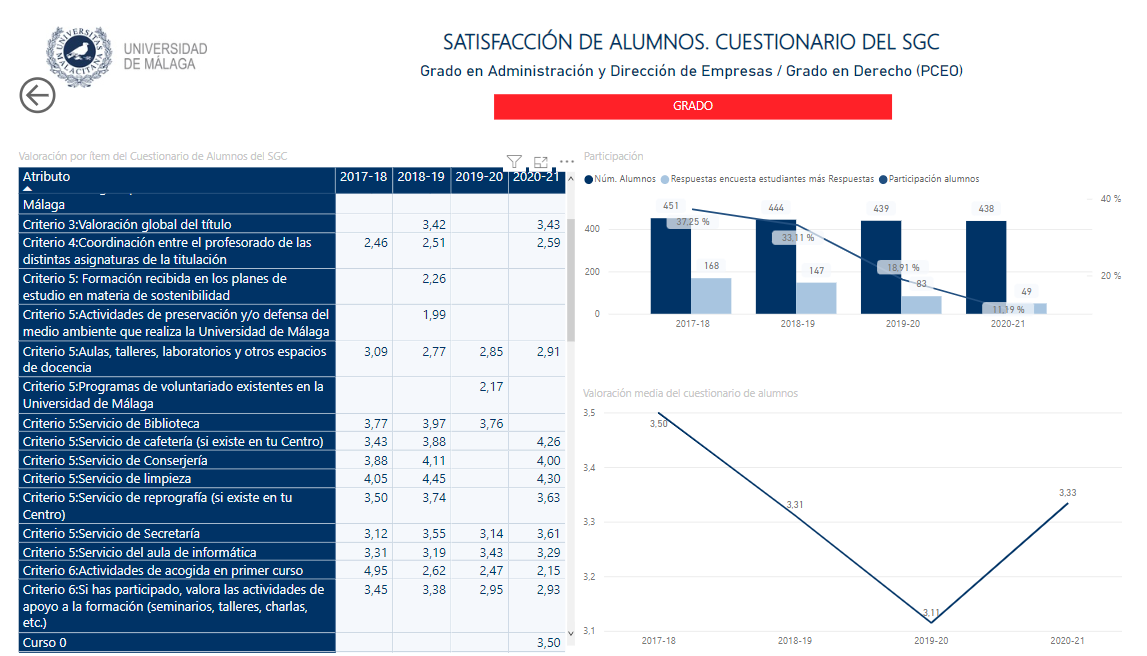 UNIVERSITAS MALACITANA
UNIVERSIDAD
DE MÁLAGA
SATISFACCIÓN DE ALUMNOS. CUESTIONARIO DEL SGC
Grado en Administración y Dirección de Empresas / Grado en Derecho (PCEO)
GRADO
Valoración por ítem del Cuestionario de Alumnos del SGC
Atributo 2017-18 2018-19 2019-20 2020-21
Málaga
Criterio 3:Valoración global del título 3,42 3,43
Criterio 4:Coordinación entre el profesorado de las 2,46 2,51 2,59
distintas asignaturas de la titulación
Criterio 5: Formación recibida en los planes de 2,26
estudio en materia de sostenibilidad
Criterio 5:Actividades de preservación y/o defensa del 1,99
medio ambiente que realiza la Universidad de Málaga
Criterio 5:Aulas, talleres, laboratorios y otros espacios 3,09 2,77 2,85 2,91
de docencia
Criterio 5:Programas de voluntariado existentes en la 2,17
Universidad de Málaga
Criterio 5:Servicio de Biblioteca 3,77 3,97 3,76
Criterio 5:Servicio de cafetería (si existe en tu Centro) 3,43 3,88 4,26
Criterio 5:Servicio de Conserjería 3,88 4,11 4,00
Criterio 5:Servicio de limpieza 4,05 4,45 4,30
Criterio 5:Servicio de reprografía (si existe en tu 3,50 3,74 3,63
Centro)
Criterio 5:Servicio de Secretaría 3,12 3,55 3,14 3,61
Criterio 5:Servicio del aula de informática 3,31 3,19 3,43 3,29
Criterio 6:Actividades de acogida en primer curso 4,95 2,62 2,47 2,15
Criterio 6:Si has participado, valora las actividades de 3,45 3,38 2,95 2,93
apoyo a la formación (seminarios, talleres, charlas,
etc.)
Curso 0 3,50
Participación
Núm. Alumnos Respuestas encuesta estudiantes más Respuestas Participación alumnos
451 444 439 438
40 %
37,25 %
400
33,11 %
168 147 18,91 % 83 49
200
20 %
11,19 %
0
2017-18 2018-19 2019-20 2020-21
Valoración media del cuestionario de alumnos
3,5
3,50
3,4
3,33
3,31
3,3
3,2
3,11
3,1
2017-18 2018-19 2019-20 2020-21